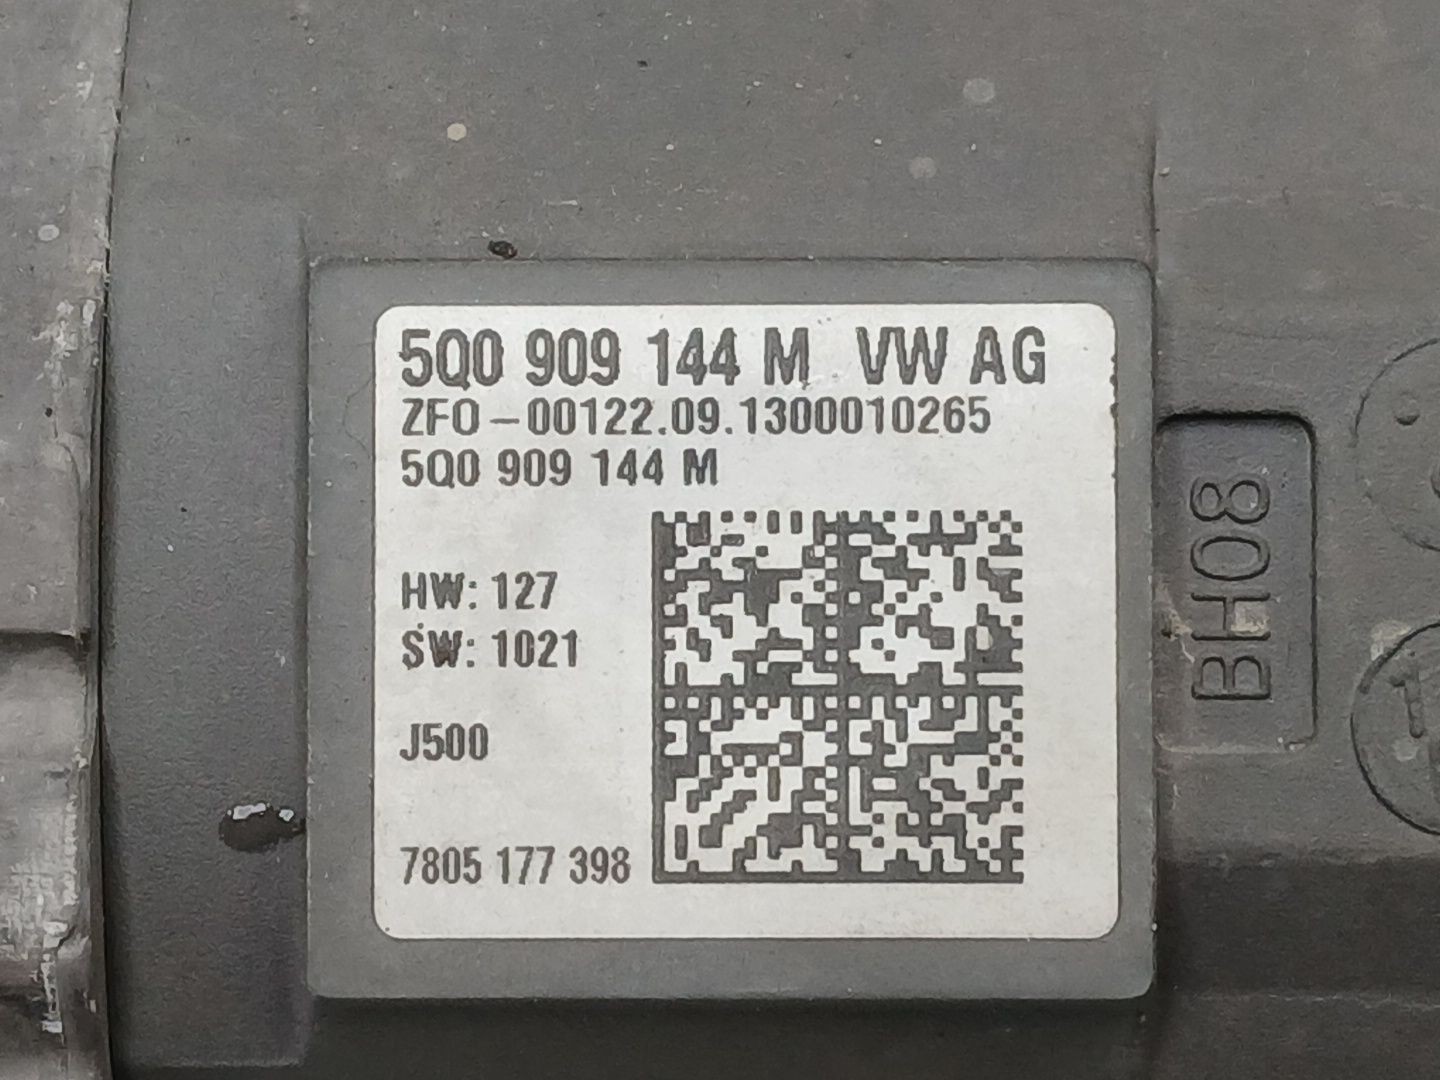 5Q0 909 144 M VW AG
ZF0-00122.09.1300010265
5Q0 909 144 M
HW: 127
SW: 1021
J500
7805 177 398
BH08